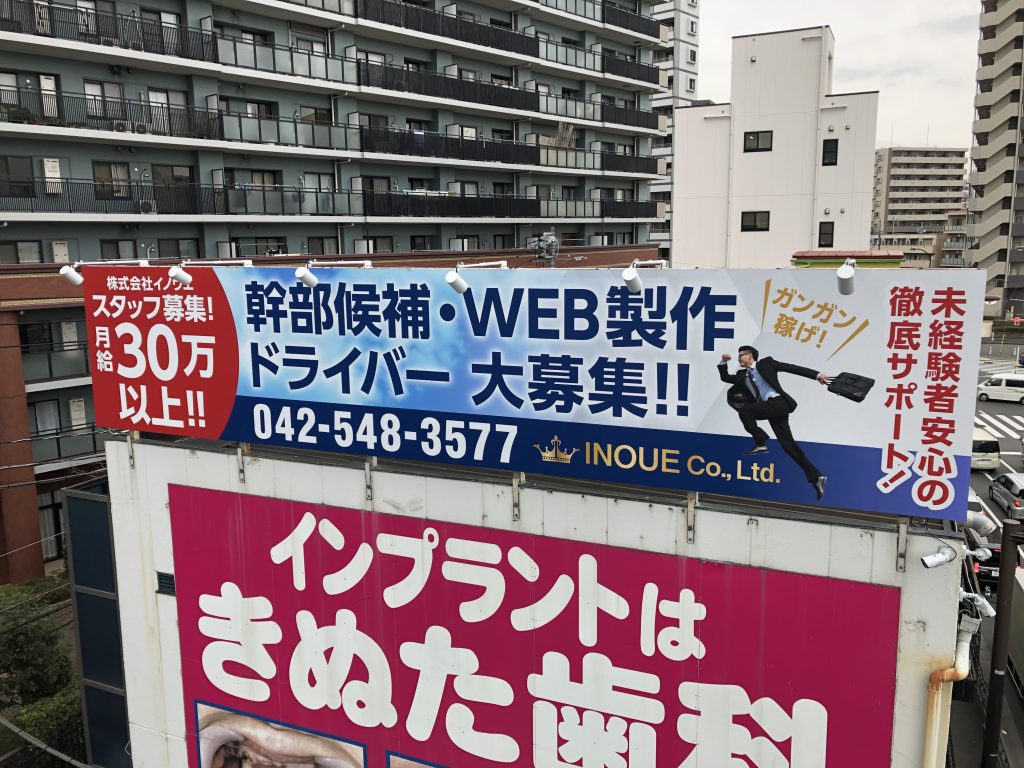 株式会社イノウエ
スタッフ募集!
月給
30万
以上!!
幹部候補・WEB製作
ドライバー 大募集!!
042-548-3577
INOUE Co., Ltd.
ガンガン
稼げ!
未経験者安心の
徹底サポート!
インプラントは
きぬた歯科